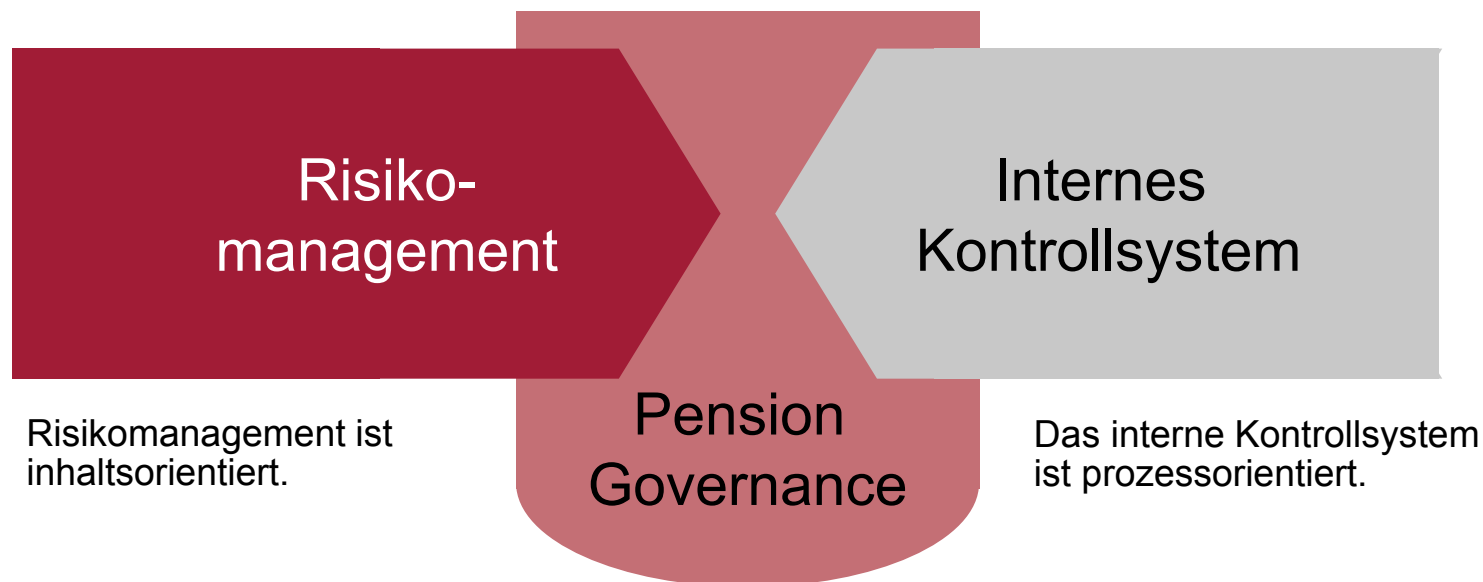 Risiko-
management
Internes
Kontrollsystem
Pension
Governance
Risikomanagement ist
inhaltsorientiert.
Das interne Kontrollsystem
ist prozessorientiert.